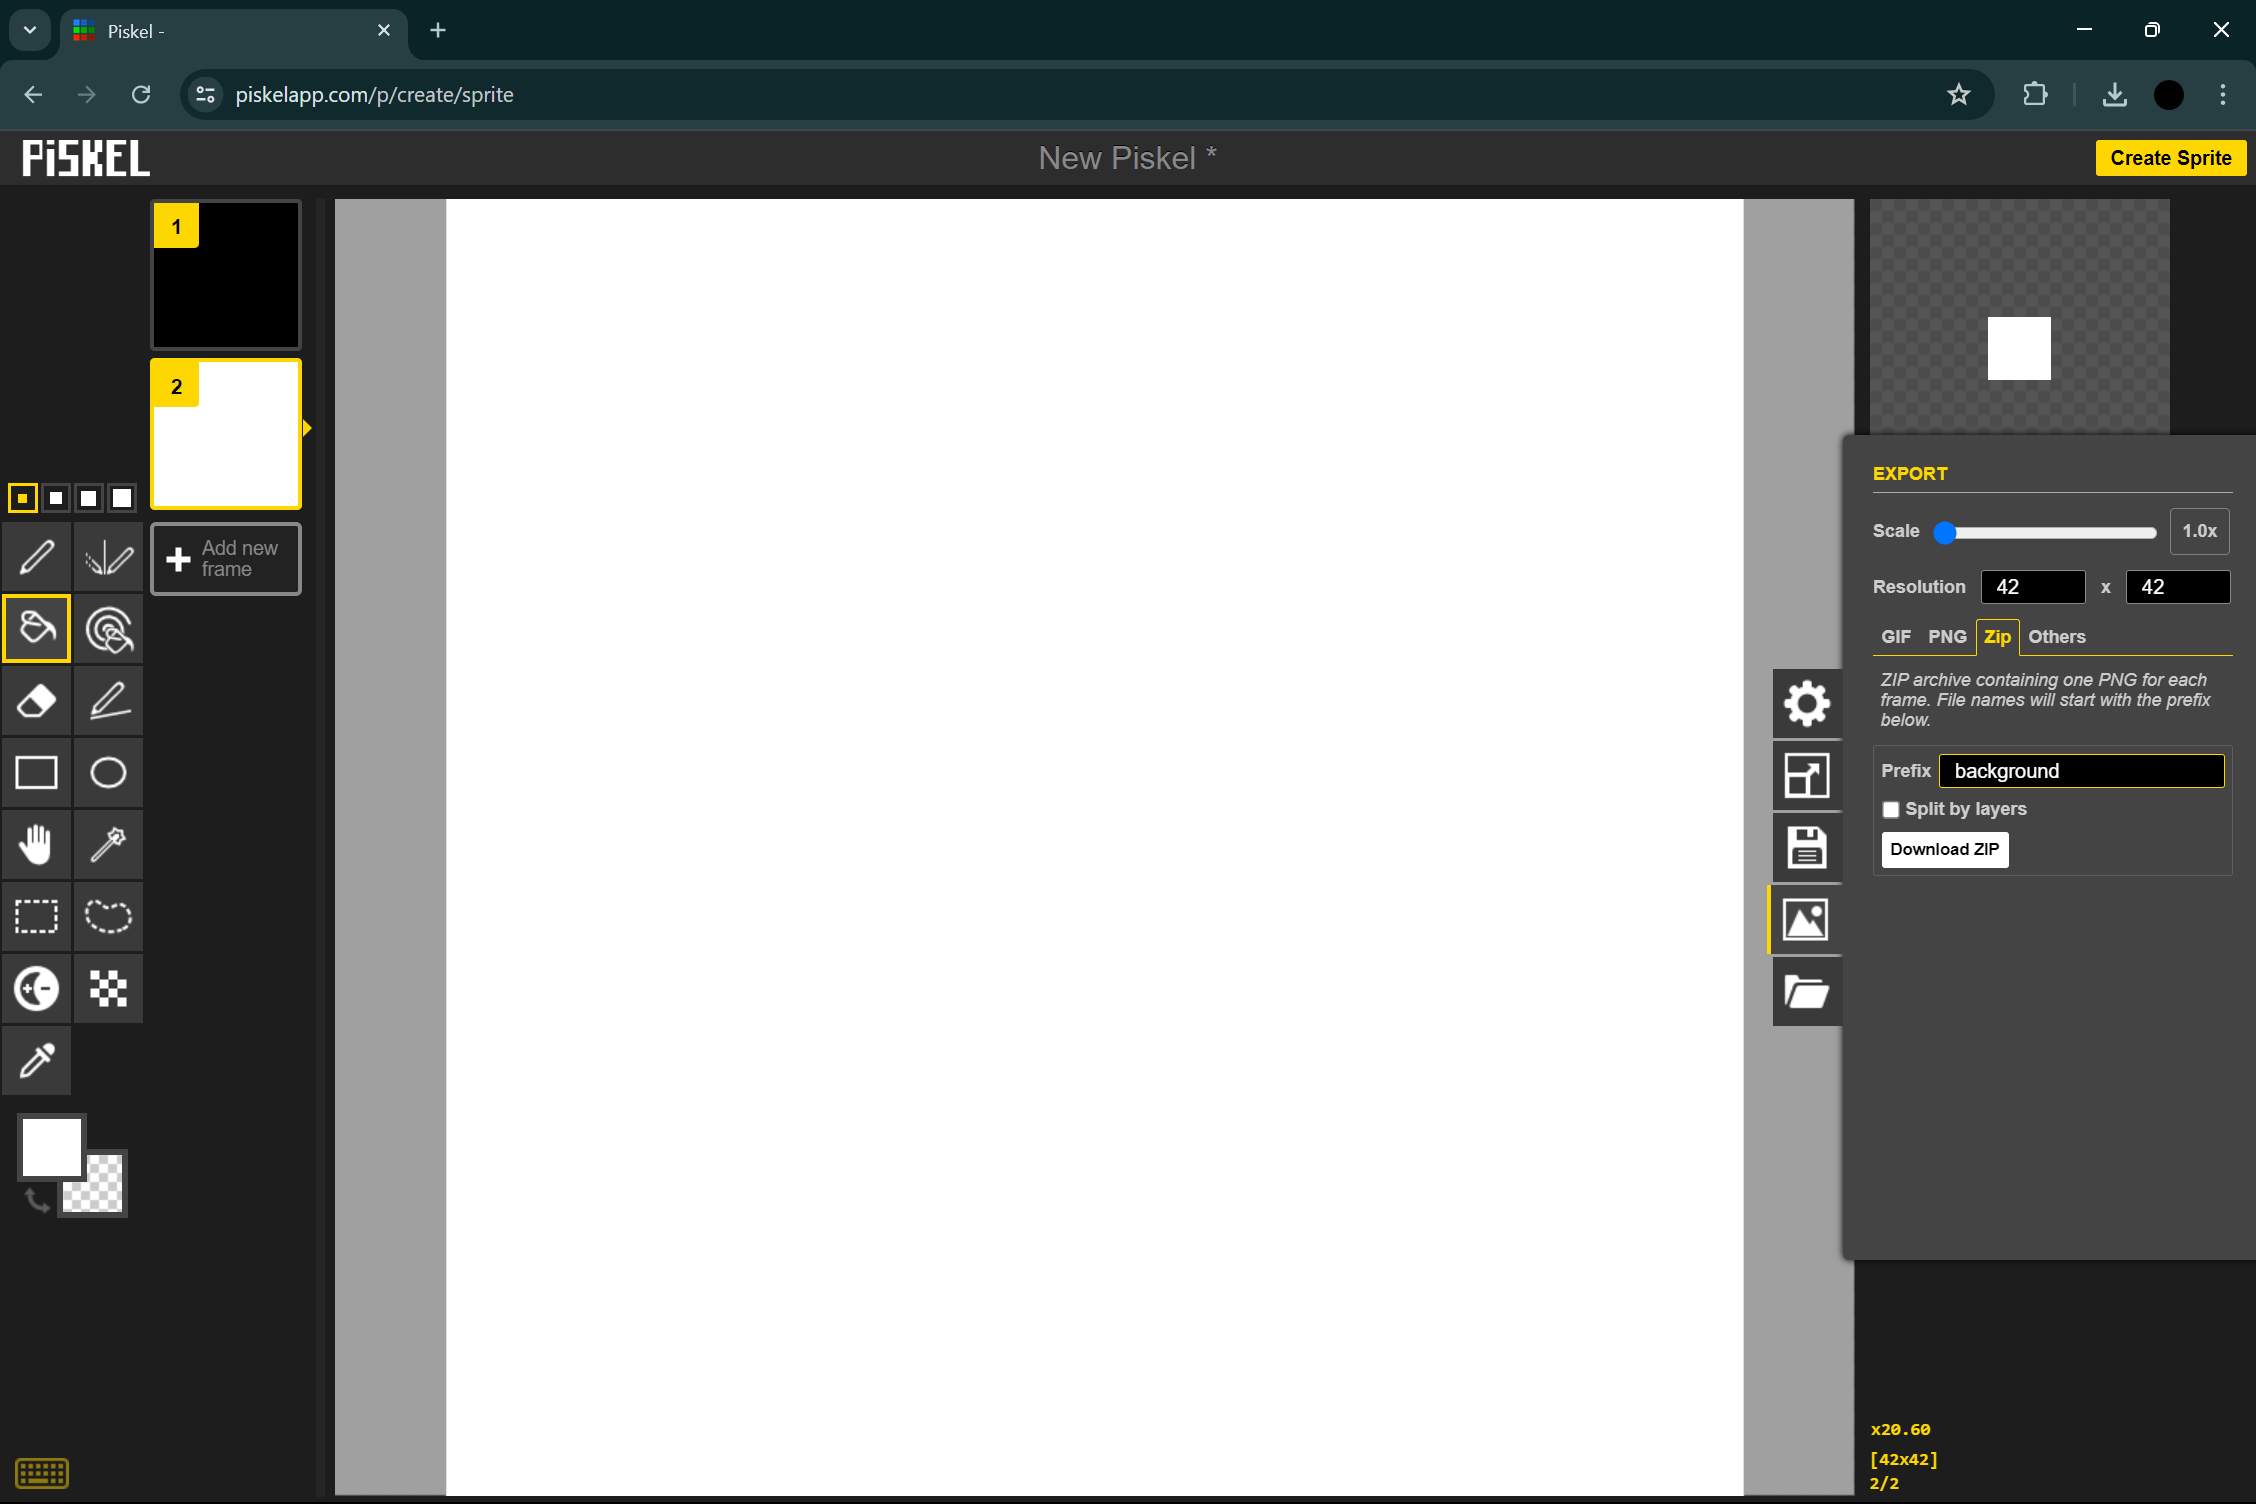 Piskel -
piskelapp.com/p/create/sprite
PiSKEL
New Piskel *
Create Sprite
1
2
Add new
frame
EXPORT
Scale 1.0x
Resolution 42 x 42
GIF PNG Zip Others
ZIP archive containing one PNG for each
frame. File names will start with the prefix
below.
Prefix background
Split by layers
Download ZIP
x20.60
[42x42]
2/2